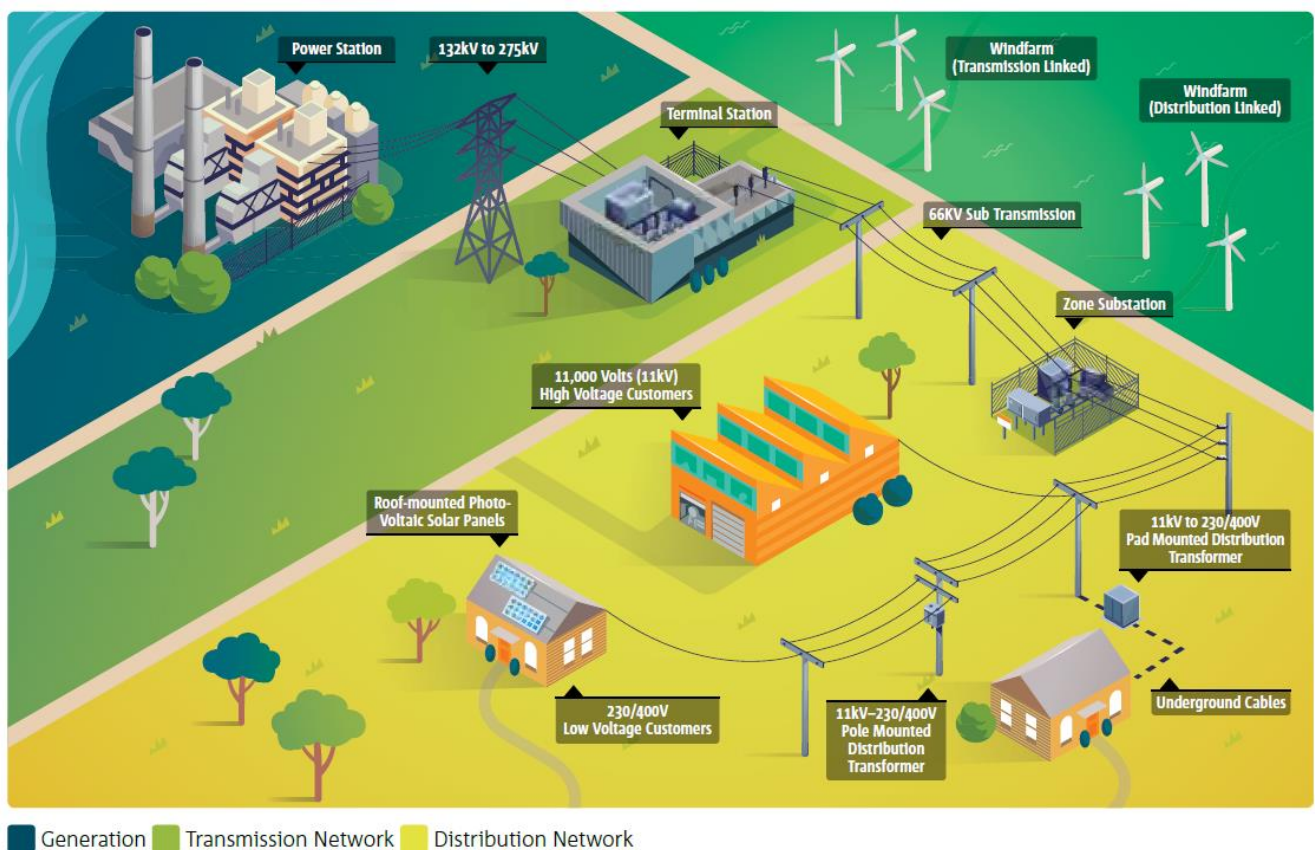 Power Station
132kV to 275kV
Windfarm
(Transmission Linked)
Windfarm
(Distribution Linked)
Terminal Station
66KV Sub Transmission
Zone Substation
11,000 Volts (11kV)
High Voltage Customers
Roof-mounted Photo-
Voltaic Solar Panels
11kV to 230/400V
Pad Mounted Distribution
Transformer
230/400V
Low Voltage Customers
11kV–230/400V
Pole Mounted
Distribution
Transformer
Underground Cables
Generation
Transmission Network
Distribution Network